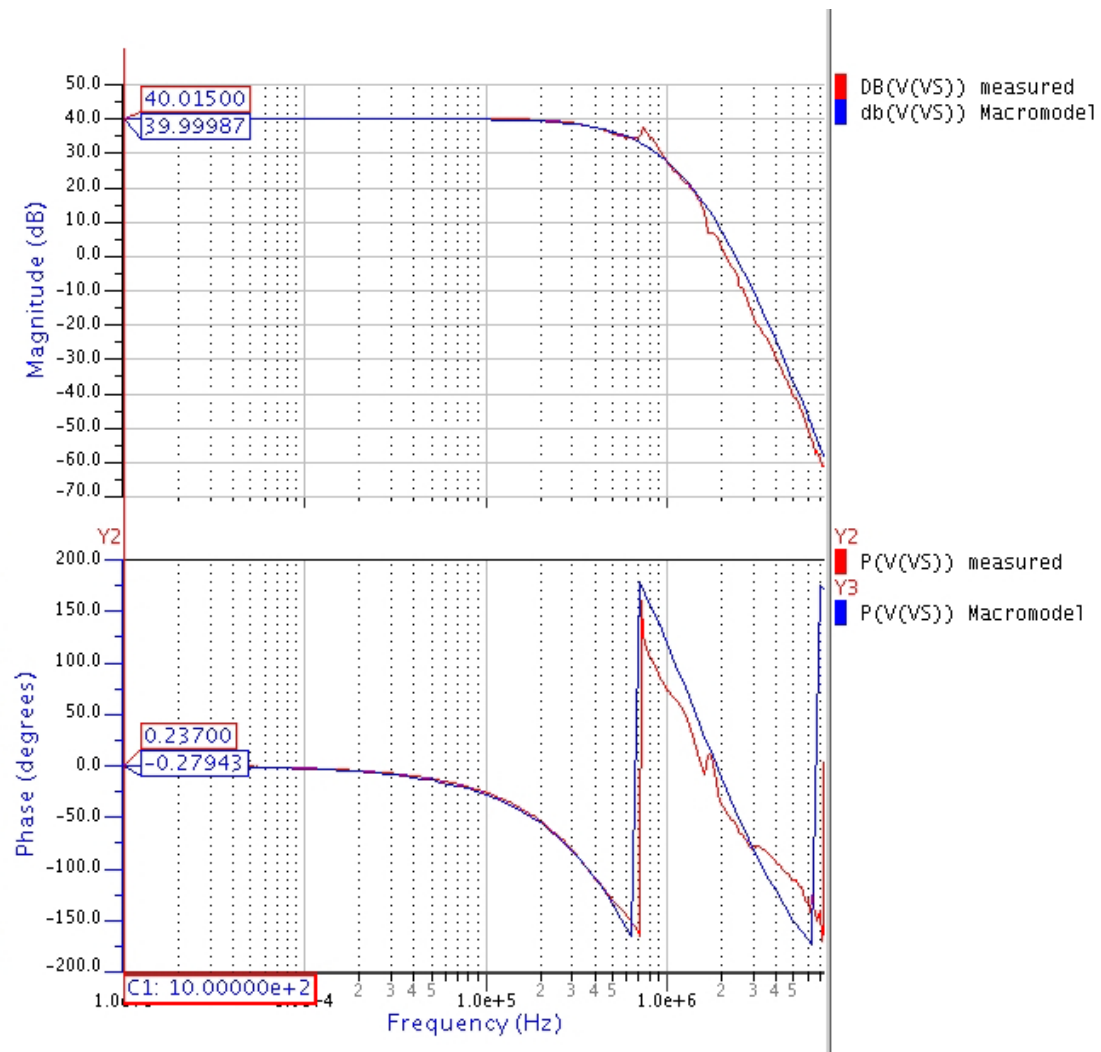 50.0
40.0
30.0
20.0
10.0
0.0
-10.0
-20.0
-30.0
-40.0
-50.0
-60.0
-70.0
Magnitude (dB)
40.01500
39.99987
DB(V(VS)) measured
db(V(VS)) Macromodel
Y2
200.0
150.0
100.0
50.0
0.0
-50.0
-100.0
-150.0
-200.0
Phase (degrees)
0.23700
-0.27943
Y2
P(V(VS)) measured
Y3
P(V(VS)) Macromodel
C1: 10.00000e+2
2 3 4 5 1.0e+5 2 3 4 5 1.0e+6 2 3 4 5
Frequency (Hz)